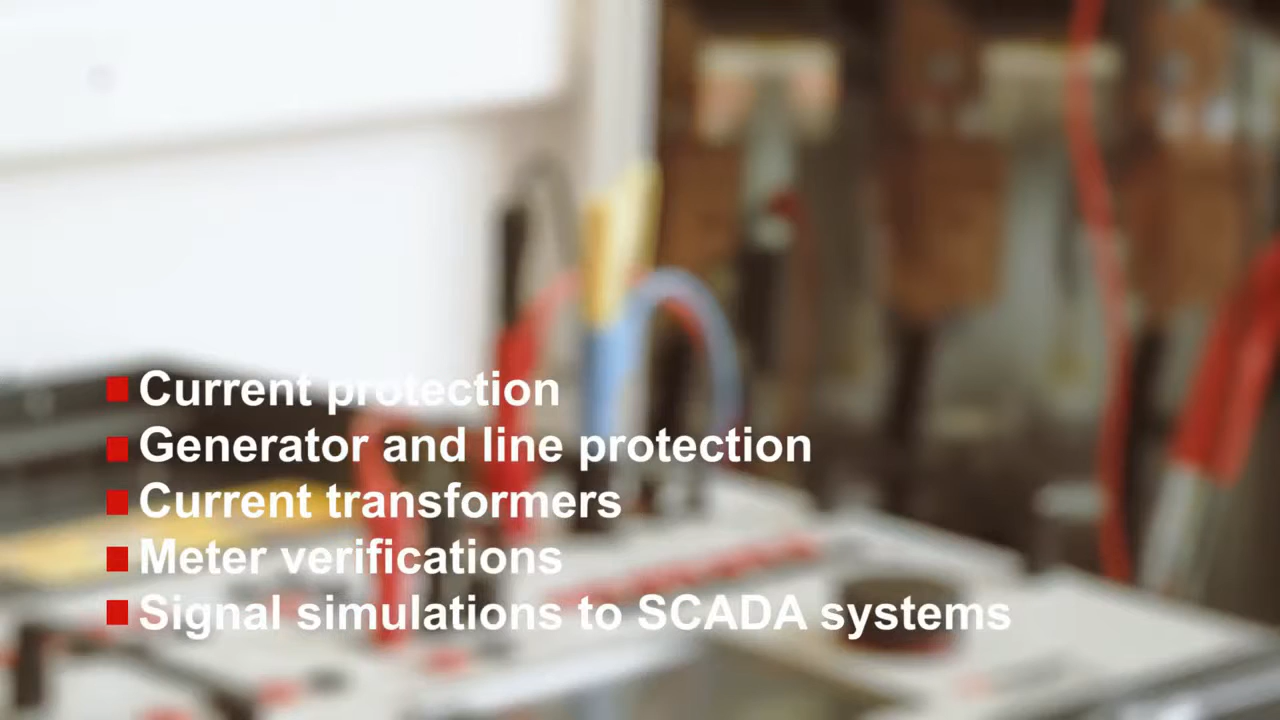 Current protection
Generator and line protection
Current transformers
Meter verifications
Signal simulations to SCADA systems